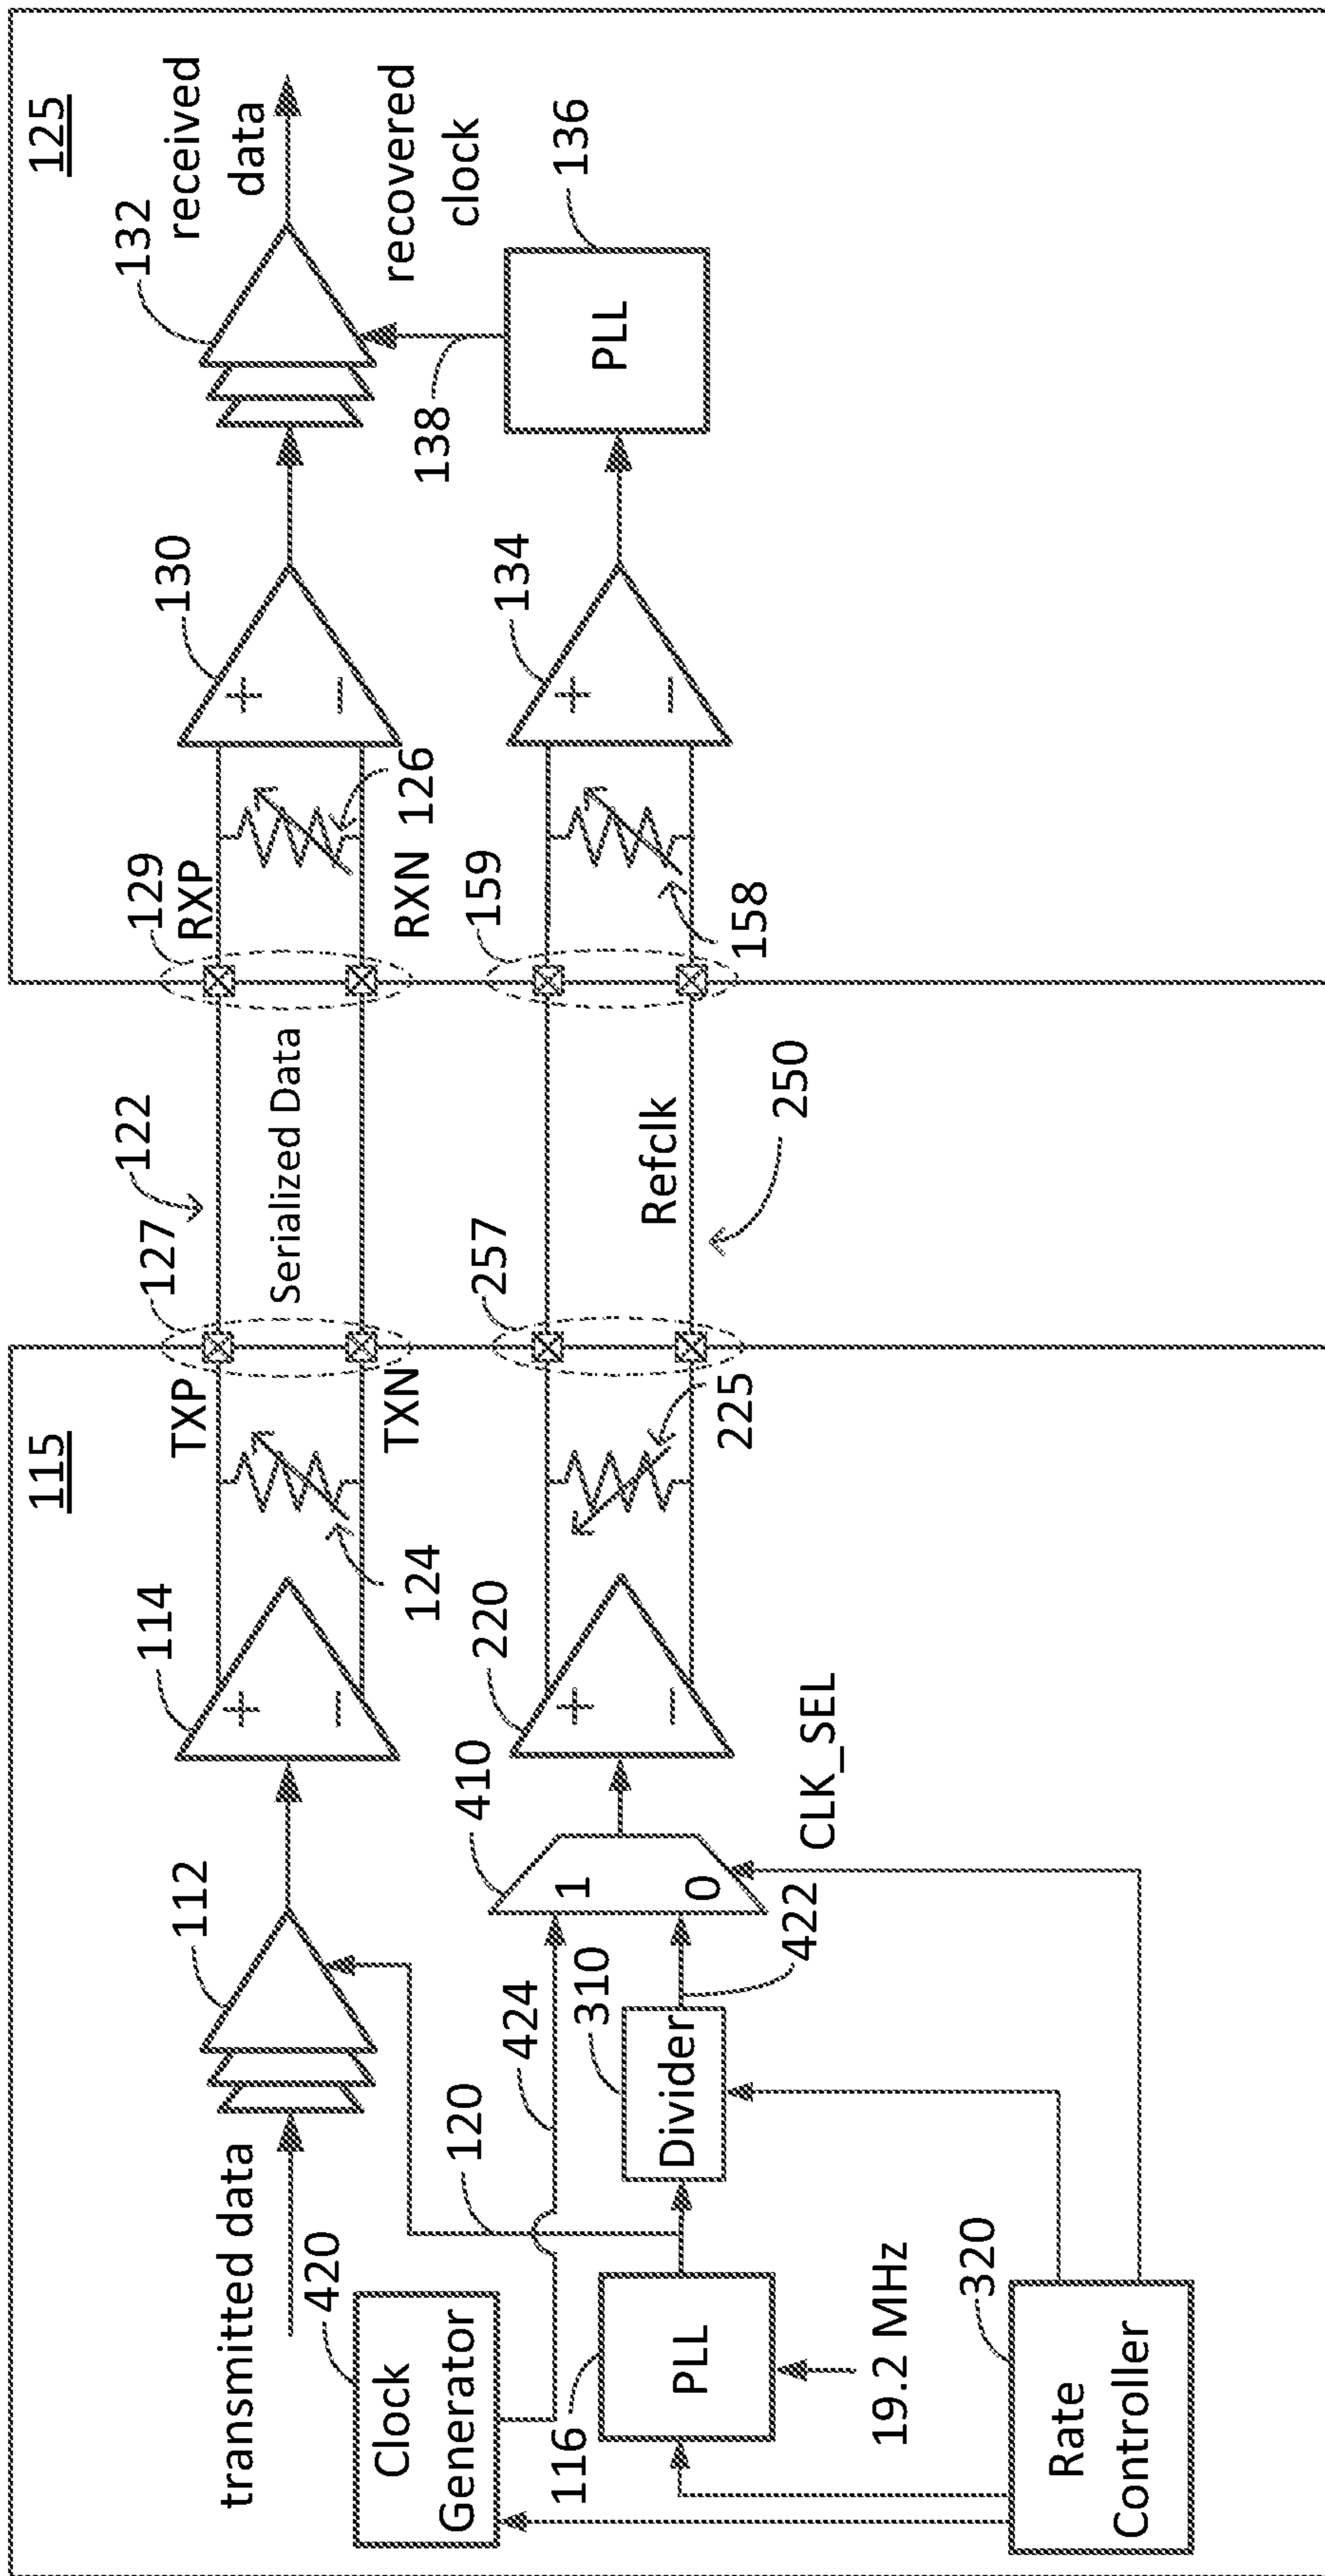 115
125
transmitted data
112
114
TXP
127
122
129
RXP
130
132
received
data
Serialized Data
124
TXN
RXN
126
recovered
clock
138
420
Clock
Generator
120
424
410
1
0
220
257
159
134
136
PLL
116
PLL
310
Divider
422
225
Refclk
158
250
19.2 MHz
CLK_SEL
320
Rate
Controller